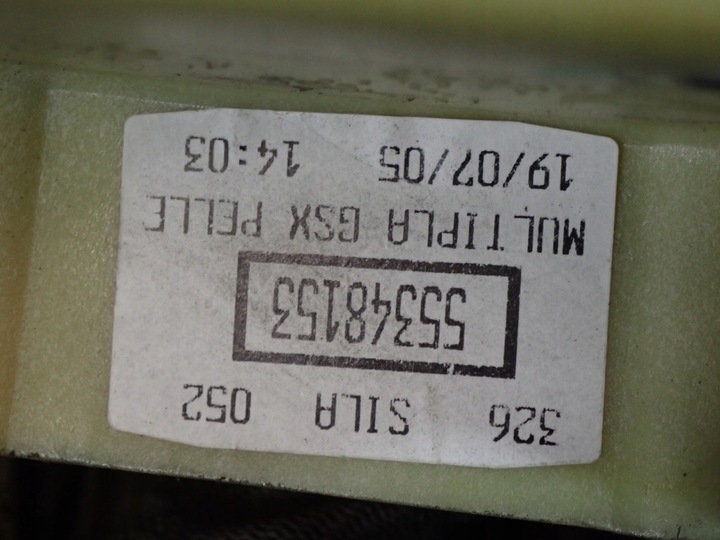 326 SILA 052
55348153
MULTIPLA GSX PELLE
19/07/05 14:03